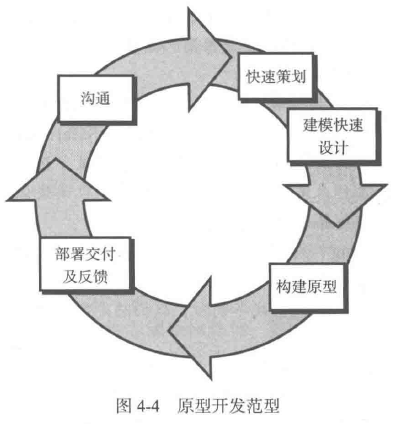 沟通
快速策划
建模快速
设计
构建原型
部署交付
及反馈
图 4-4 原型开发范型